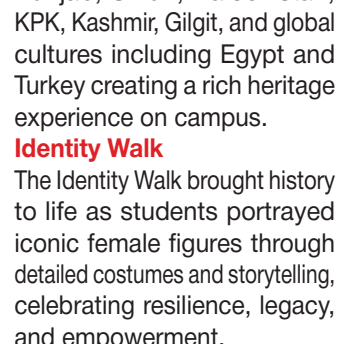 KPK, Kashmir, Gilgit, and global
cultures including Egypt and
Turkey creating a rich heritage
experience on campus.
Identity Walk
The Identity Walk brought history
to life as students portrayed
iconic female figures through
detailed costumes and storytelling,
celebrating resilience, legacy,
and empowerment.